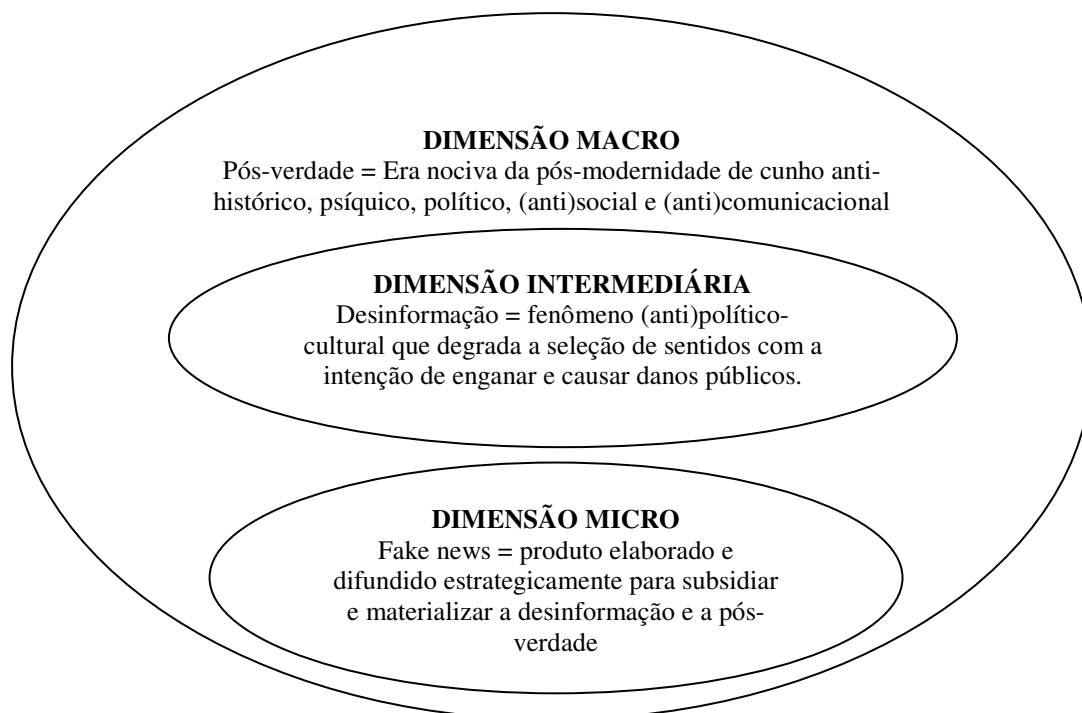 DIMENSÃO MACRO
Pós-verdade = Era nociva da pós-modernidade de cunho anti-
histórico, psíquico, político, (anti)social e (anti)comunicacional
DIMENSÃO INTERMEDIÁRIA
Desinformação = fenômeno (anti)político-
cultural que degrada a seleção de sentidos com a
intenção de enganar e causar danos públicos.
DIMENSÃO MICRO
Fake news = produto elaborado e
difundido estrategicamente para subsidiar
e materializar a desinformação e a pós-
verdade